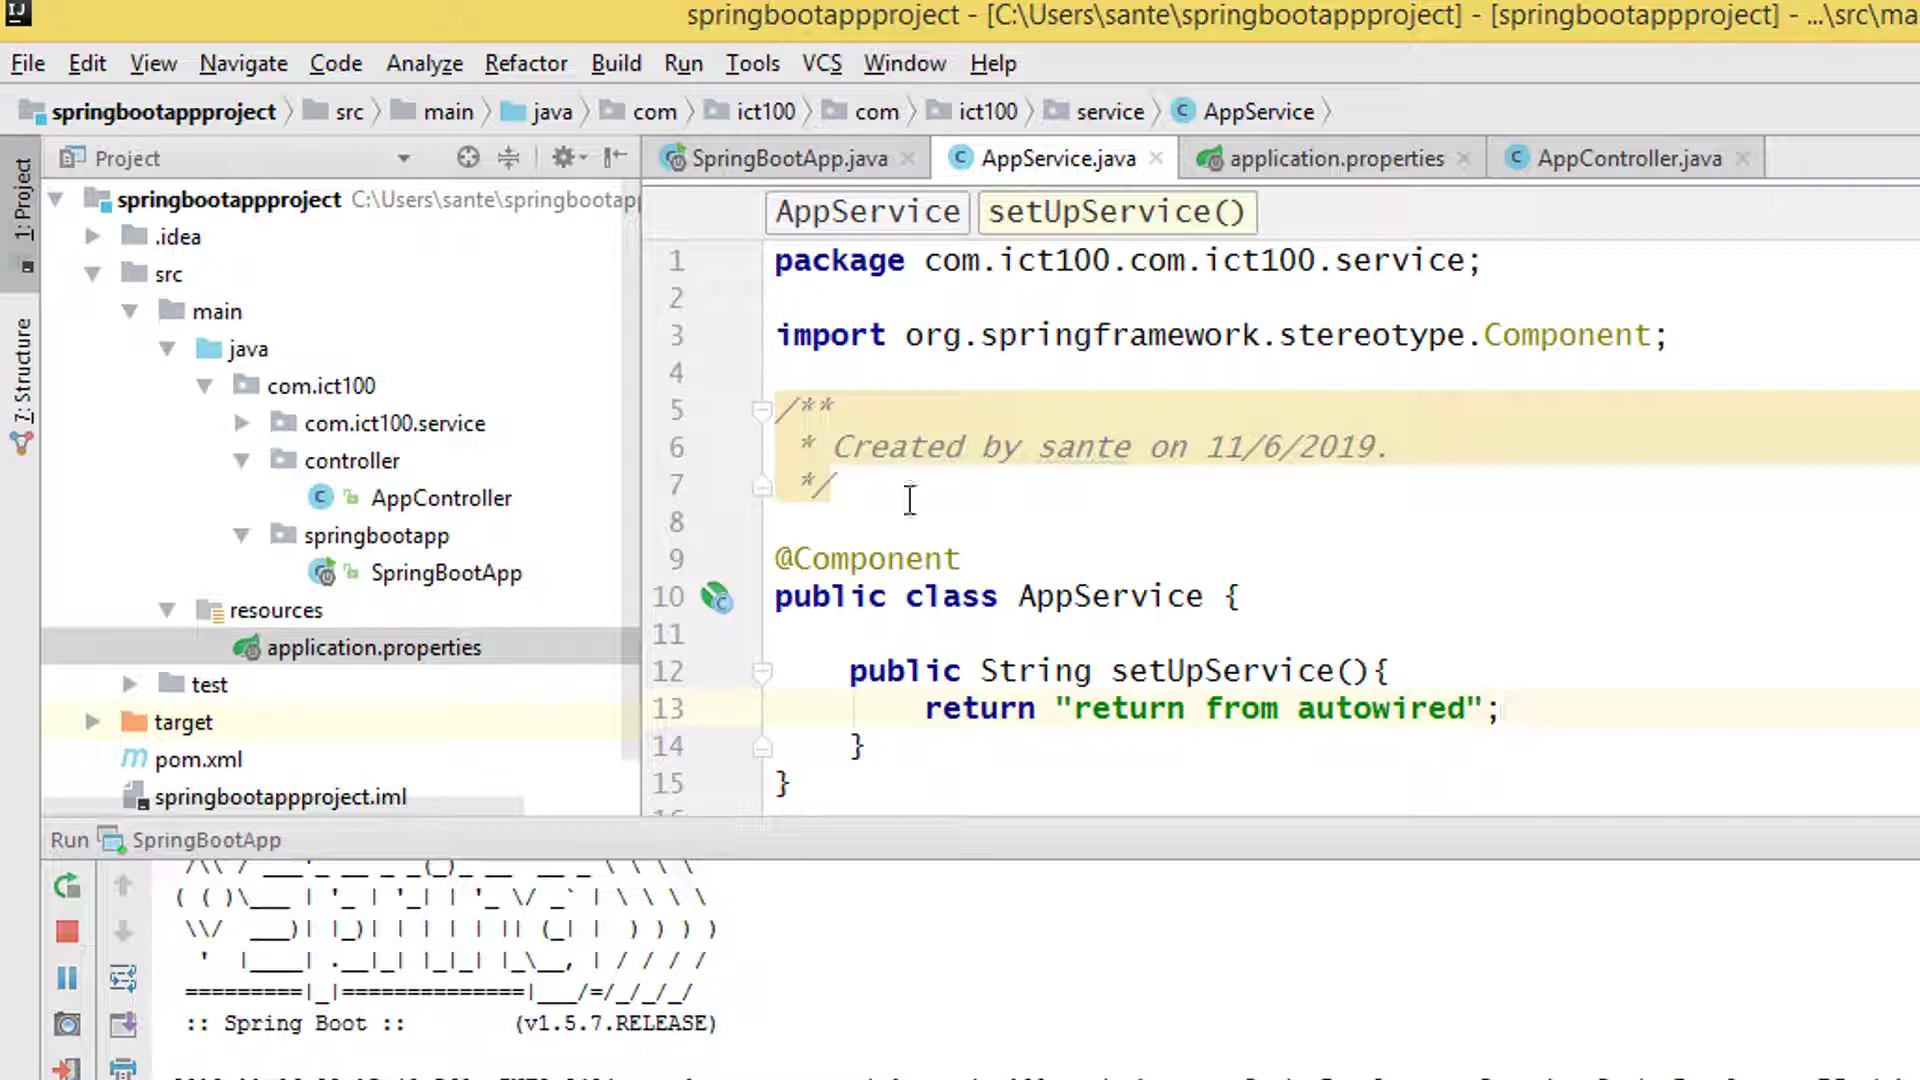 IJ
springbootappproject - [C:\Users\sante\springbootappproject] - [springbootappproject] - ...\src\ma
File Edit View Navigate Code Analyze Refactor Build Run Tools VCS Window Help
springbootappproject src main java com ict100 com ict100 service AppService
1: Project
7: Structure
Project
springbootappproject C:\Users\sante\springbootap
.idea
src
main
java
com.ict100
com.ict100.service
controller
AppController
springbootapp
SpringBootApp
resources
application.properties
test
target
pom.xml
springbootappproject.iml
SpringBootApp.java AppService.java application.properties AppController.java
AppService setUpService()
1 package com.ict100.com.ict100.service;
2
3 import org.springframework.stereotype.Component;
4
5 /**
6 * Created by sante on 11/6/2019.
7 */
8
9 @Component
10 public class AppService {
11
12 public String setUpService(){
13 return "return from autowired";
14 }
15 }
Run SpringBootApp
:: Spring Boot :: (v1.5.7.RELEASE)